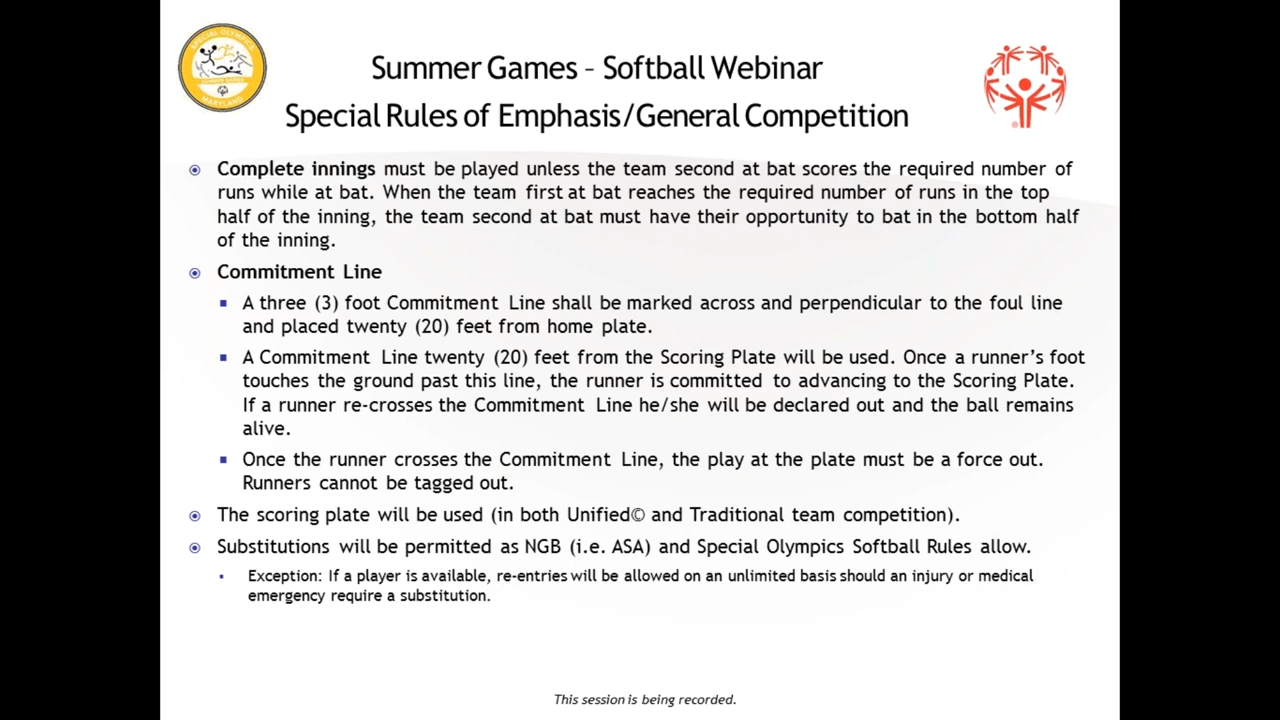 SPECIAL OLYMPICS
SUMMER GAMES
MARYLAND
Summer Games – Softball Webinar
Special Rules of Emphasis/General Competition
Complete innings must be played unless the team second at bat scores the required number of
runs while at bat. When the team first at bat reaches the required number of runs in the top
half of the inning, the team second at bat must have their opportunity to bat in the bottom half
of the inning.
Commitment Line
A three (3) foot Commitment Line shall be marked across and perpendicular to the foul line
and placed twenty (20) feet from home plate.
A Commitment Line twenty (20) feet from the Scoring Plate will be used. Once a runner's foot
touches the ground past this line, the runner is committed to advancing to the Scoring Plate.
If a runner re-crosses the Commitment Line he/she will be declared out and the ball remains
alive.
Once the runner crosses the Commitment Line, the play at the plate must be a force out.
Runners cannot be tagged out.
The scoring plate will be used (in both Unified© and Traditional team competition).
Substitutions will be permitted as NGB (i.e. ASA) and Special Olympics Softball Rules allow.
Exception: If a player is available, re-entries will be allowed on an unlimited basis should an injury or medical
emergency require a substitution.
This session is being recorded.